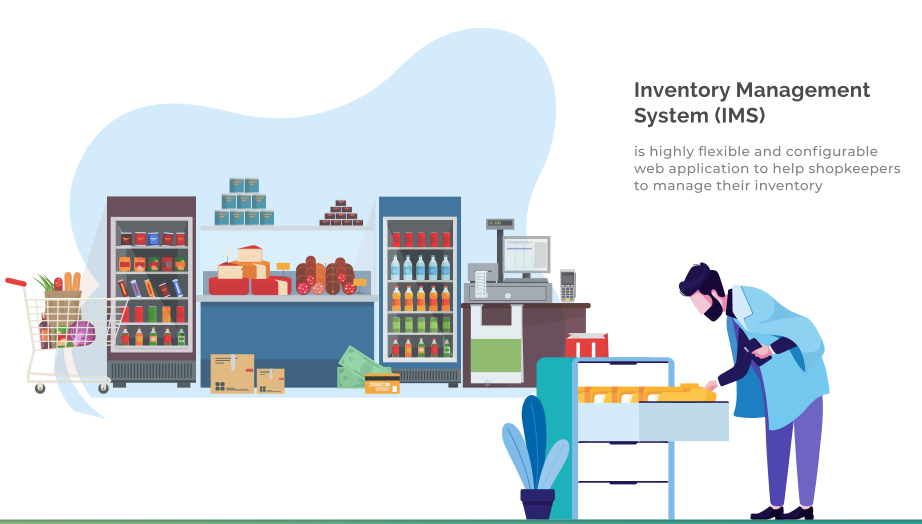 Inventory Management
System (IMS)
is highly flexible and configurable
web application to help shopkeepers
to manage their inventory